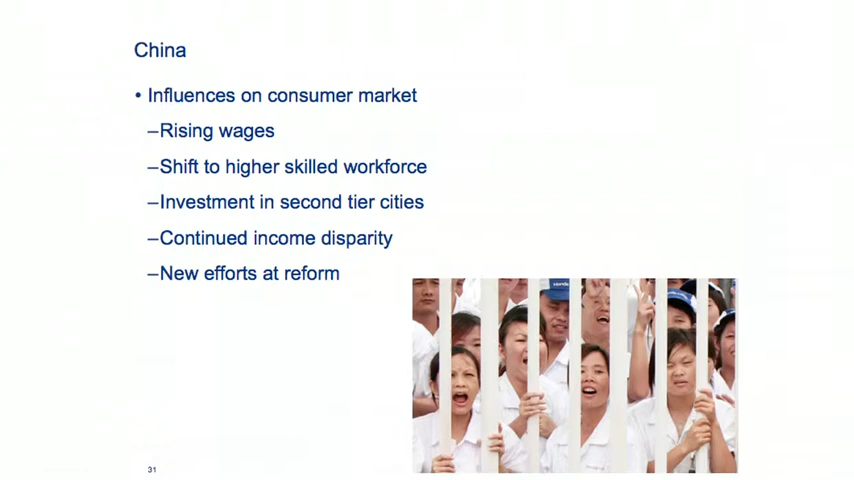 China
• Influences on consumer market
–Rising wages
–Shift to higher skilled workforce
–Investment in second tier cities
–Continued income disparity
–New efforts at reform
31